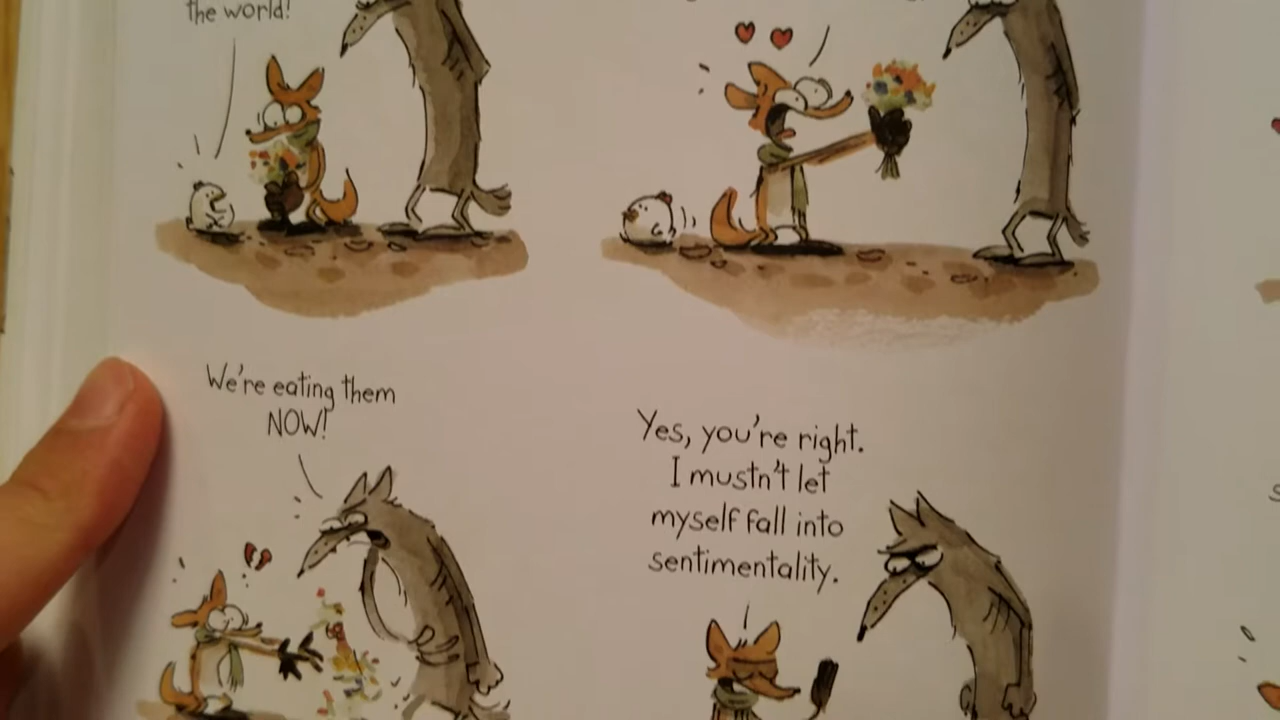 the world!
We're eating them
NOW!
Yes, you're right.
I mustn't let
myself fall into
sentimentality.